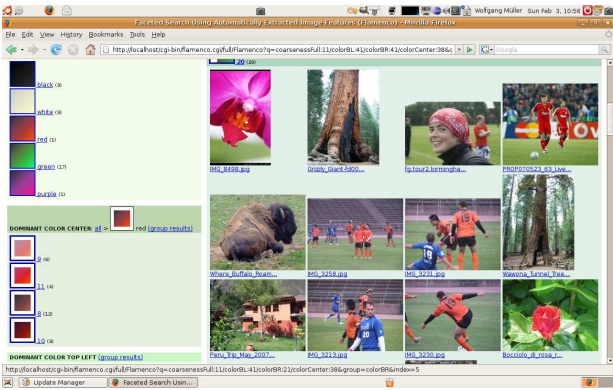 Wolfgang Müller Sun Feb 3, 10:56
Faceted Search Using Automatically Extracted Image Features (Flamenco) - Mozilla Firefox
File Edit View History Bookmarks Tools Help
http://localhost/cgi-bin/flamenco.cgi/full/Flamenco?q=coarsenessFull:11/colorBL:41/colorBR:41/colorCenter:38&
Google
20 (20)
black (3)
white (3)
red (1)
green (17)
purple (1)
IMG_8498.jpg
Grizzly_Giant-fd00...
fg.tour2.birmingha...
PROP070523_63_Live...
DOMINANT COLOR CENTER: all > red (group results)
9 (6)
11 (4)
8 (12)
10 (3)
Where_Buffalo_Roam...
IMG_3258.jpg
IMG_3231.jpg
Wawona_Tunnel_Tree...
Peru_Trip_May_2007...
IMG_3213.jpg
IMG_3230.jpg
Bocciolo_di_rosa_r...
DOMINANT COLOR TOP LEFT (group results)
http://localhost/cgi-bin/flamenco.cgi/full/Flamenco?q=coarsenessFull:11/colorBL:41/colorBR:21/colorCenter:38&group=colorBR&index=5
Update Manager
Faceted Search Usin...